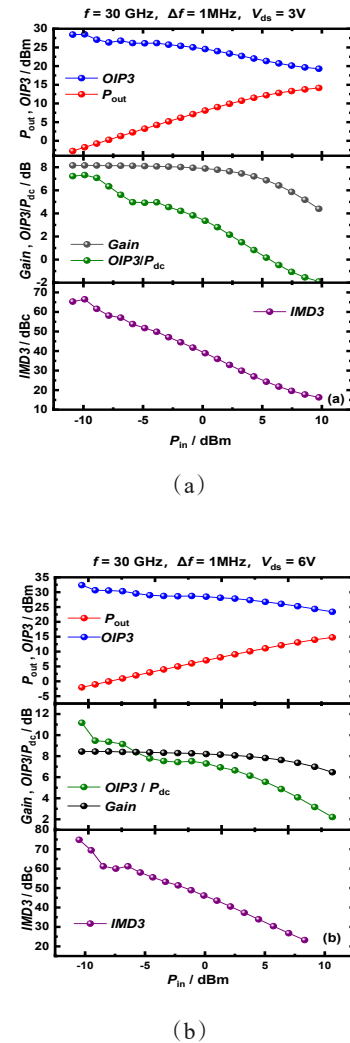 f = 30 GHz, Δf = 1MHz, Vds = 3V
30
25
20
15
10
5
0
Pout, OIP3 / dBm
OIP3
Pout
8
6
4
2
0
-2
Gain , OIP3/Pdc / dB
Gain
OIP3/Pdc
70
60
50
40
30
20
10
IMD3 / dBc
IMD3
(a)
-10 -5 0 5 10
Pin / dBm
(a)
f = 30 GHz, Δf = 1MHz, Vds = 6V
35
30
25
20
15
10
5
0
-5
Pout, OIP3 / dBm
Pout
OIP3
12
10
8
6
4
2
Gain , OIP3/Pdc / dB
OIP3 / Pdc
Gain
80
70
60
50
40
30
20
IMD3 / dBc
IMD3
(b)
-10 -5 0 5 10
Pin / dBm
(b)